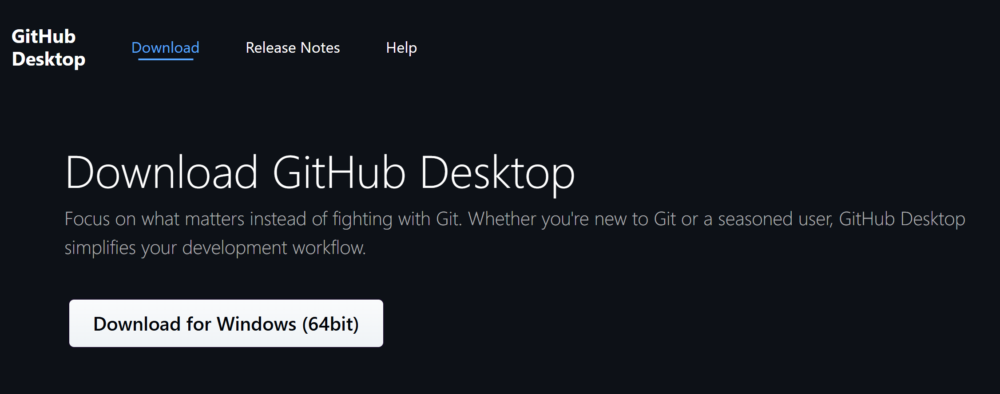 GitHub
Desktop
Download
Release Notes
Help
Download GitHub Desktop
Focus on what matters instead of fighting with Git. Whether you're new to Git or a seasoned user, GitHub Desktop
simplifies your development workflow.
Download for Windows (64bit)